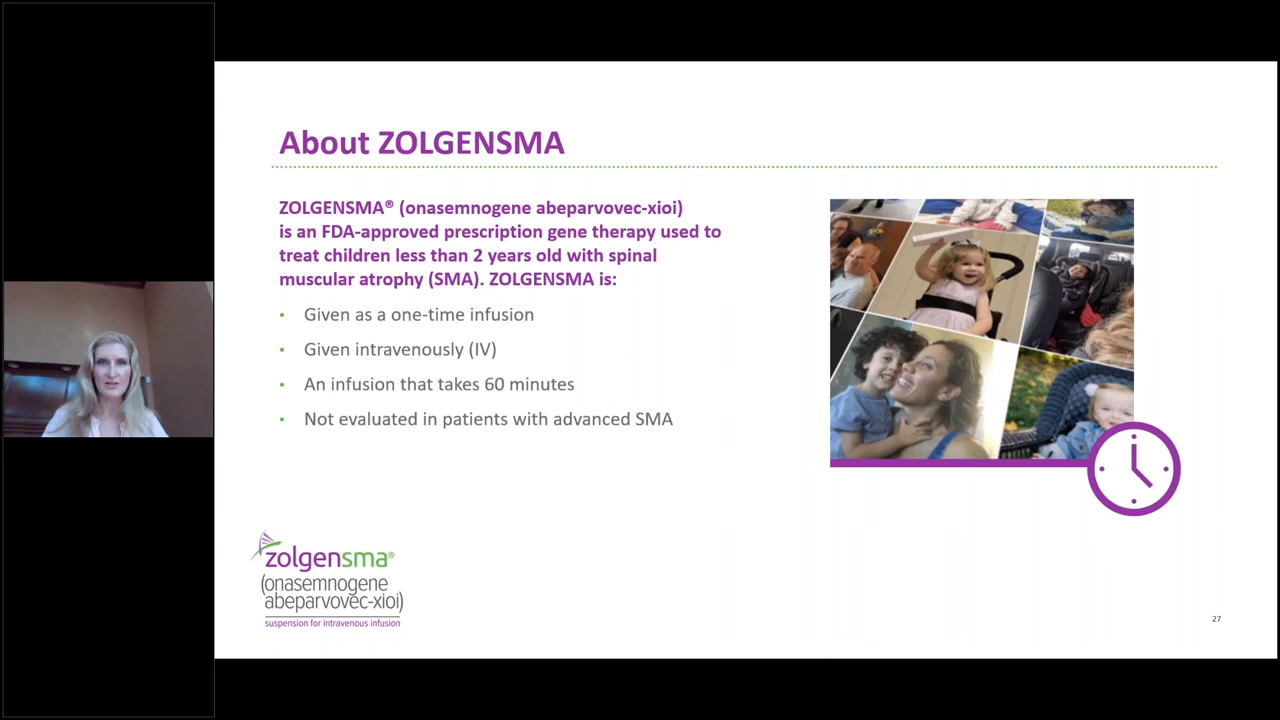 About ZOLGENSMA
ZOLGENSMA® (onasemnogene abeparvovec-xioi)
is an FDA-approved prescription gene therapy used to
treat children less than 2 years old with spinal
muscular atrophy (SMA). ZOLGENSMA is:
• Given as a one-time infusion
• Given intravenously (IV)
• An infusion that takes 60 minutes
• Not evaluated in patients with advanced SMA
zolgensma®
(onasemnogene
abeparvovec-xioi)
suspension for intravenous infusion
27